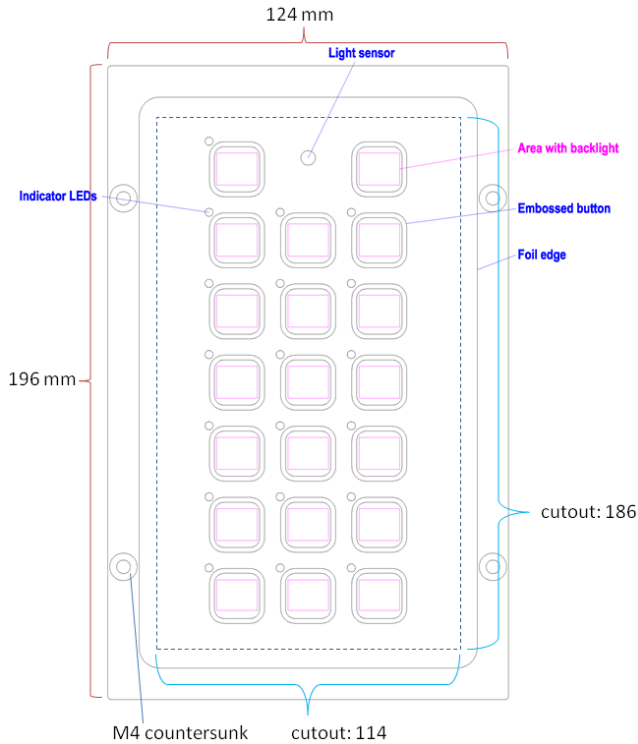 124 mm
Light sensor
Area with backlight
Indicator LEDs
Embossed button
Foil edge
196 mm
cutout: 186
M4 countersunk
cutout: 114